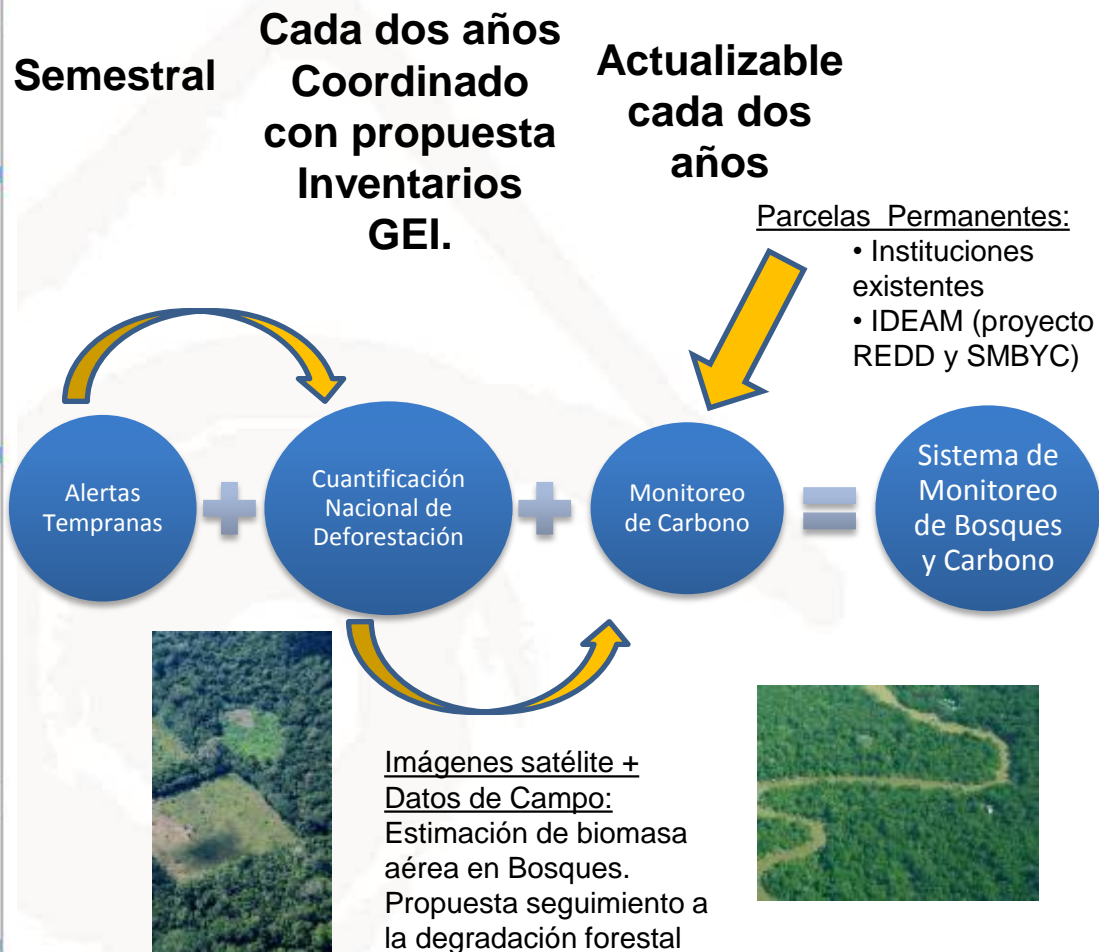 Semestral
Cada dos años
Coordinado
con propuesta
Inventarios
GEI.
Actualizable
cada dos
años
Parcelas Permanentes:
• Instituciones
existentes
• IDEAM (proyecto
REDD y SMBYC)
Alertas
Tempranas
Cuantificación
Nacional de
Deforestación
Monitoreo
de Carbono
Sistema de
Monitoreo
de Bosques
y Carbono
Imágenes satélite +
Datos de Campo:
Estimación de biomasa
aérea en Bosques.
Propuesta seguimiento a
la degradación forestal